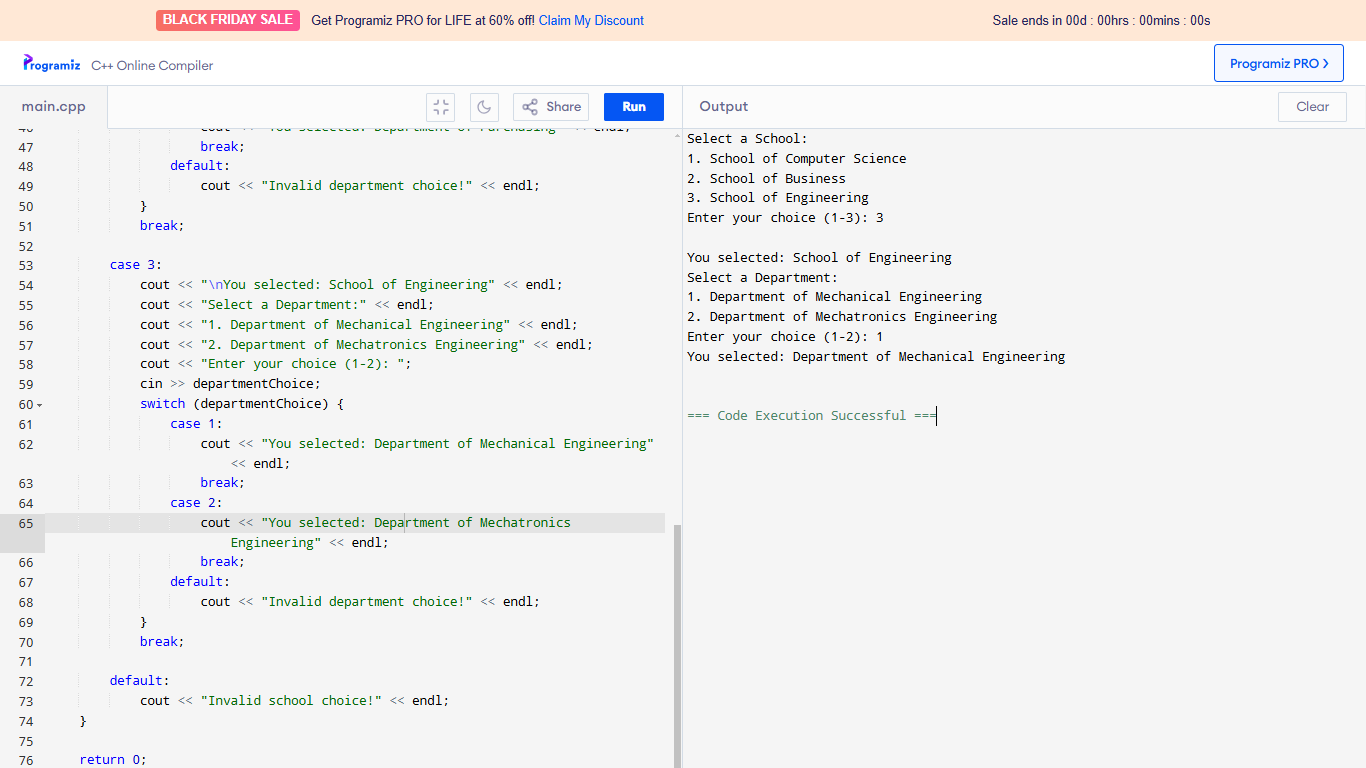 BLACK FRIDAY SALE Get Programiz PRO for LIFE at 60% off! Claim My Discount Sale ends in 00d : 00hrs : 00mins : 00s
Programiz C++ Online Compiler Programiz PRO >
main.cpp Share Run
46 cout << "You selected: Department of Purchasing" << endl;
47 break;
48 default:
49 cout << "Invalid department choice!" << endl;
50 }
51 break;
52
53 case 3:
54 cout << "\nYou selected: School of Engineering" << endl;
55 cout << "Select a Department:" << endl;
56 cout << "1. Department of Mechanical Engineering" << endl;
57 cout << "2. Department of Mechatronics Engineering" << endl;
58 cout << "Enter your choice (1-2): ";
59 cin >> departmentChoice;
60 switch (departmentChoice) {
61 case 1:
62 cout << "You selected: Department of Mechanical Engineering"
<< endl;
63 break;
64 case 2:
65 cout << "You selected: Department of Mechatronics
Engineering" << endl;
66 break;
67 default:
68 cout << "Invalid department choice!" << endl;
69 }
70 break;
71
72 default:
73 cout << "Invalid school choice!" << endl;
74 }
75
76 return 0;
Output Clear
Select a School:
1. School of Computer Science
2. School of Business
3. School of Engineering
Enter your choice (1-3): 3
You selected: School of Engineering
Select a Department:
1. Department of Mechanical Engineering
2. Department of Mechatronics Engineering
Enter your choice (1-2): 1
You selected: Department of Mechanical Engineering
=== Code Execution Successful ===